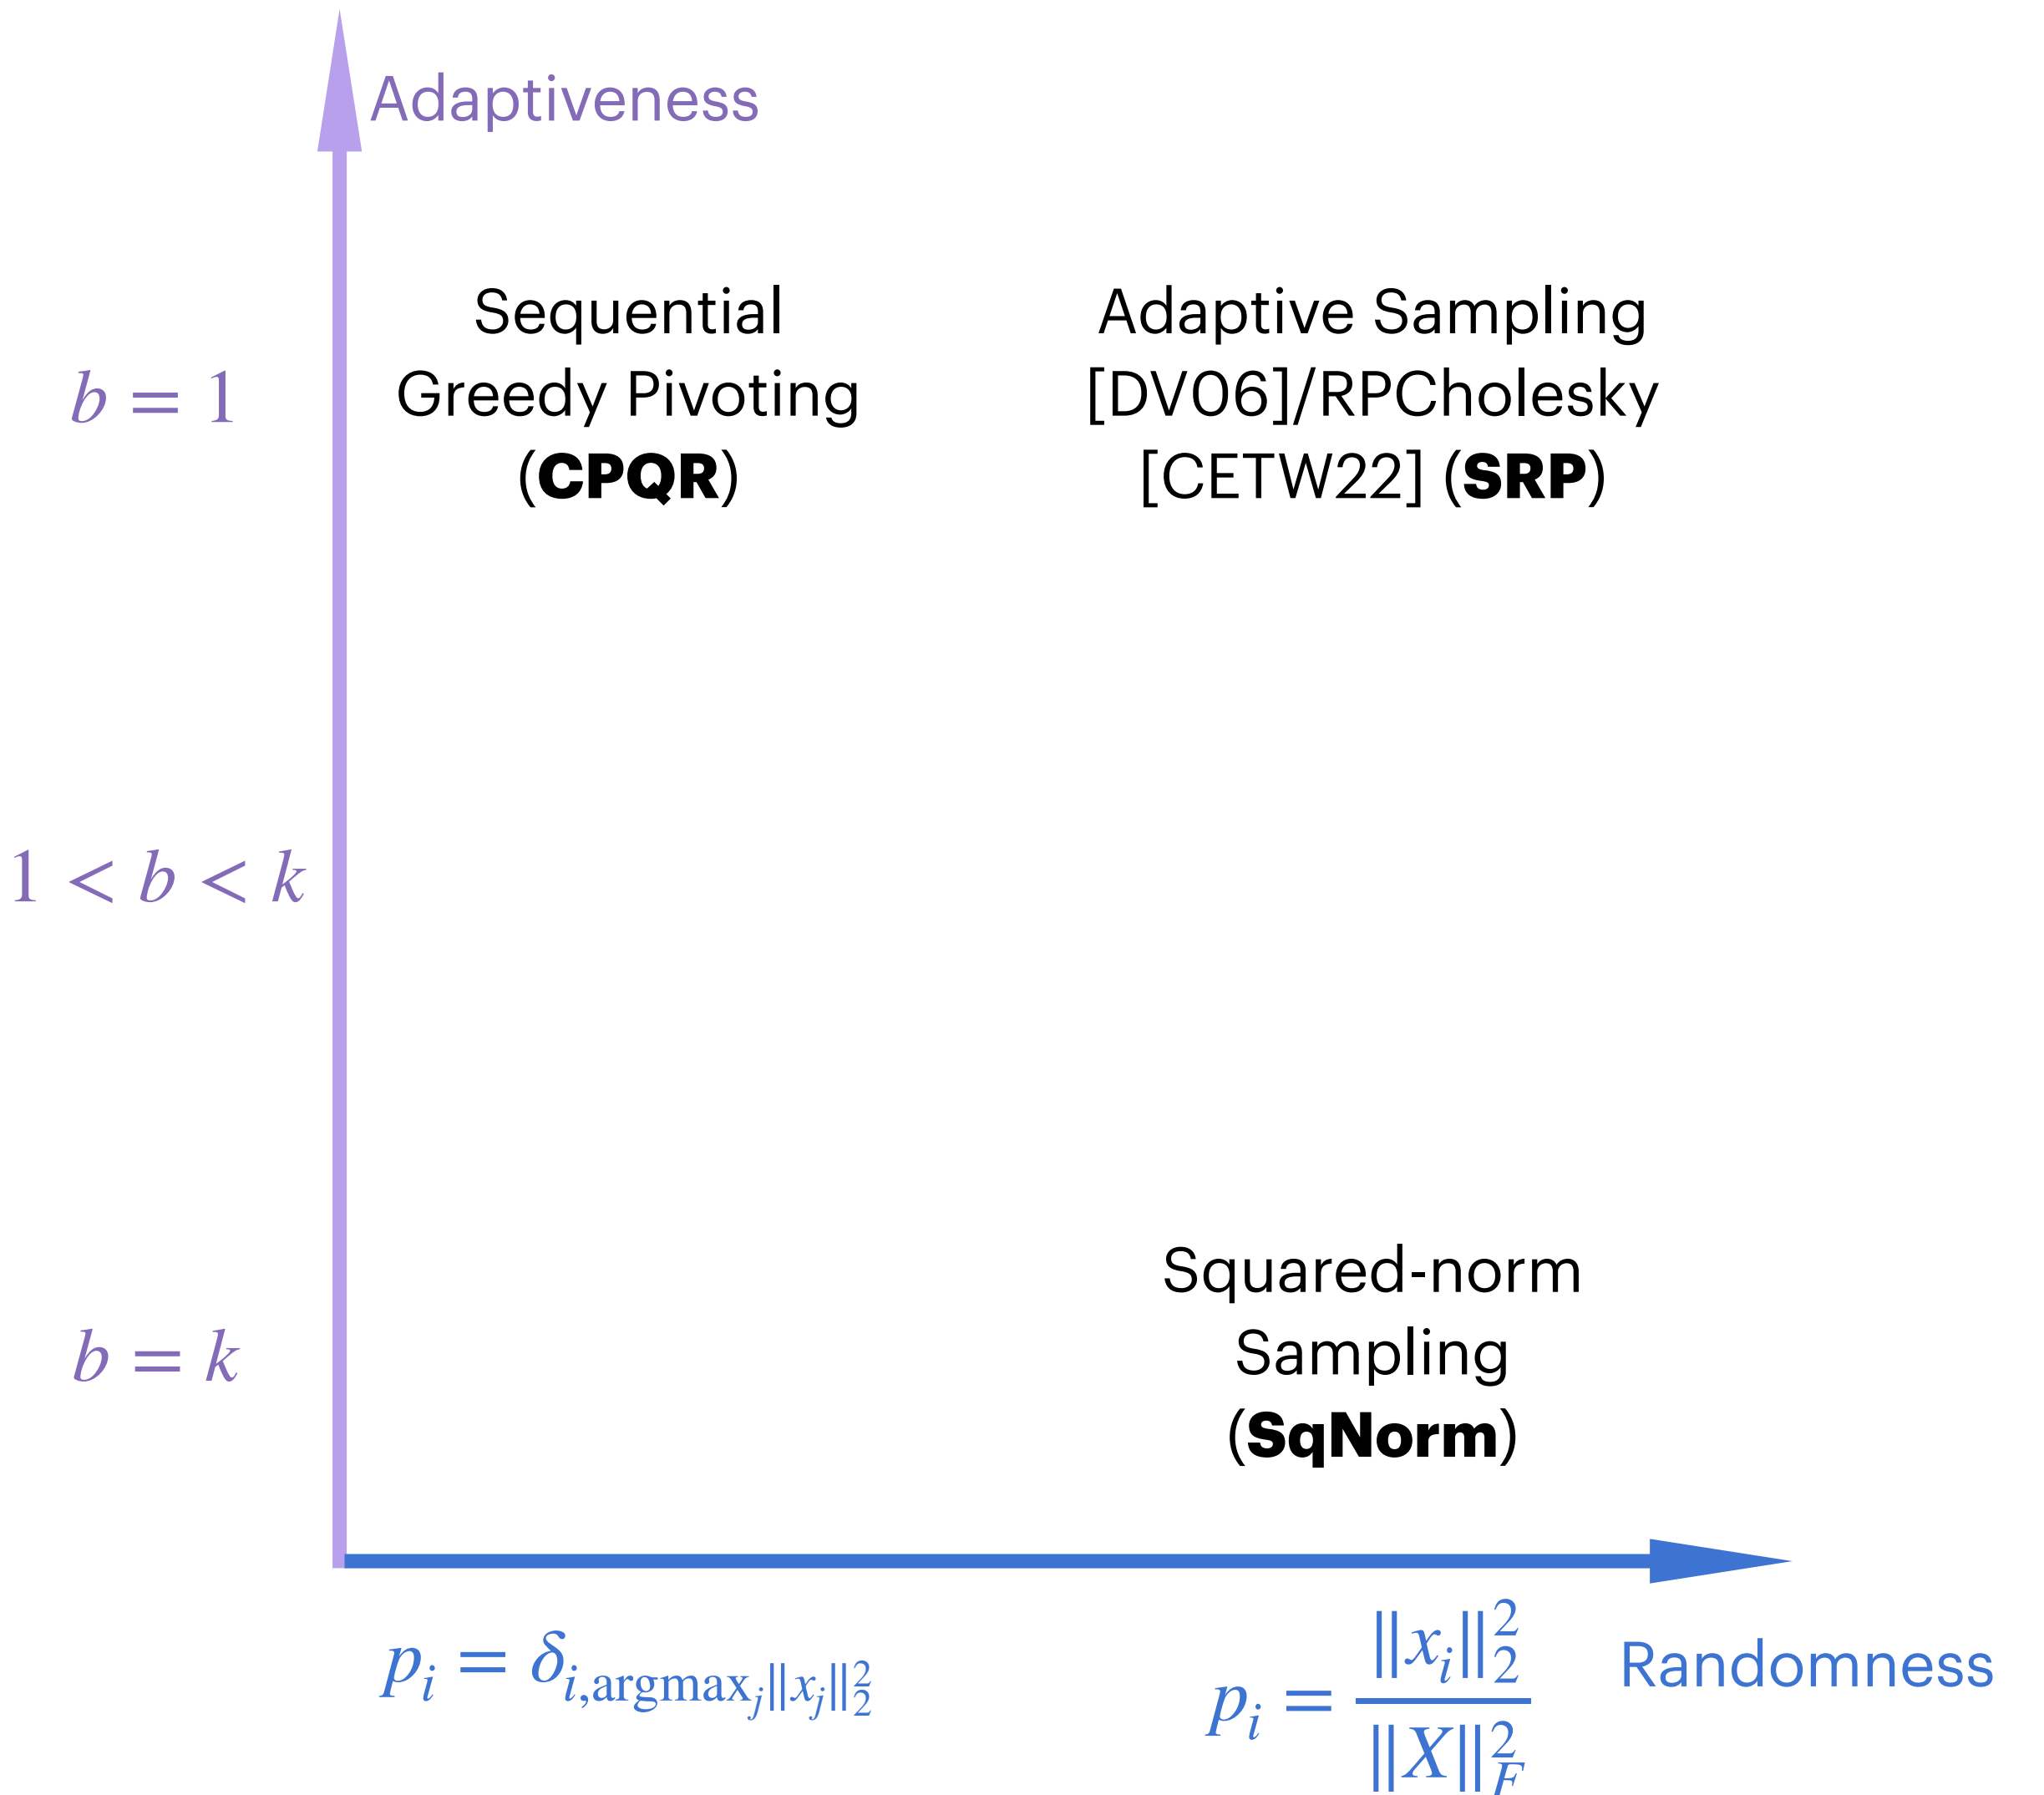 Adaptiveness
Sequential
Greedy Pivoting
(CPQR)
Adaptive Sampling
[DV06]/RPCholesky
[CETW22] (SRP)
b = 1
1 < b < k
Squared-norm
Sampling
(SqNorm)
b = k
p_i = δ_{i,argmax_j‖x_j‖_2^2}
p_i = ‖x_i‖_2^2 / ‖X‖_F^2
Randomness